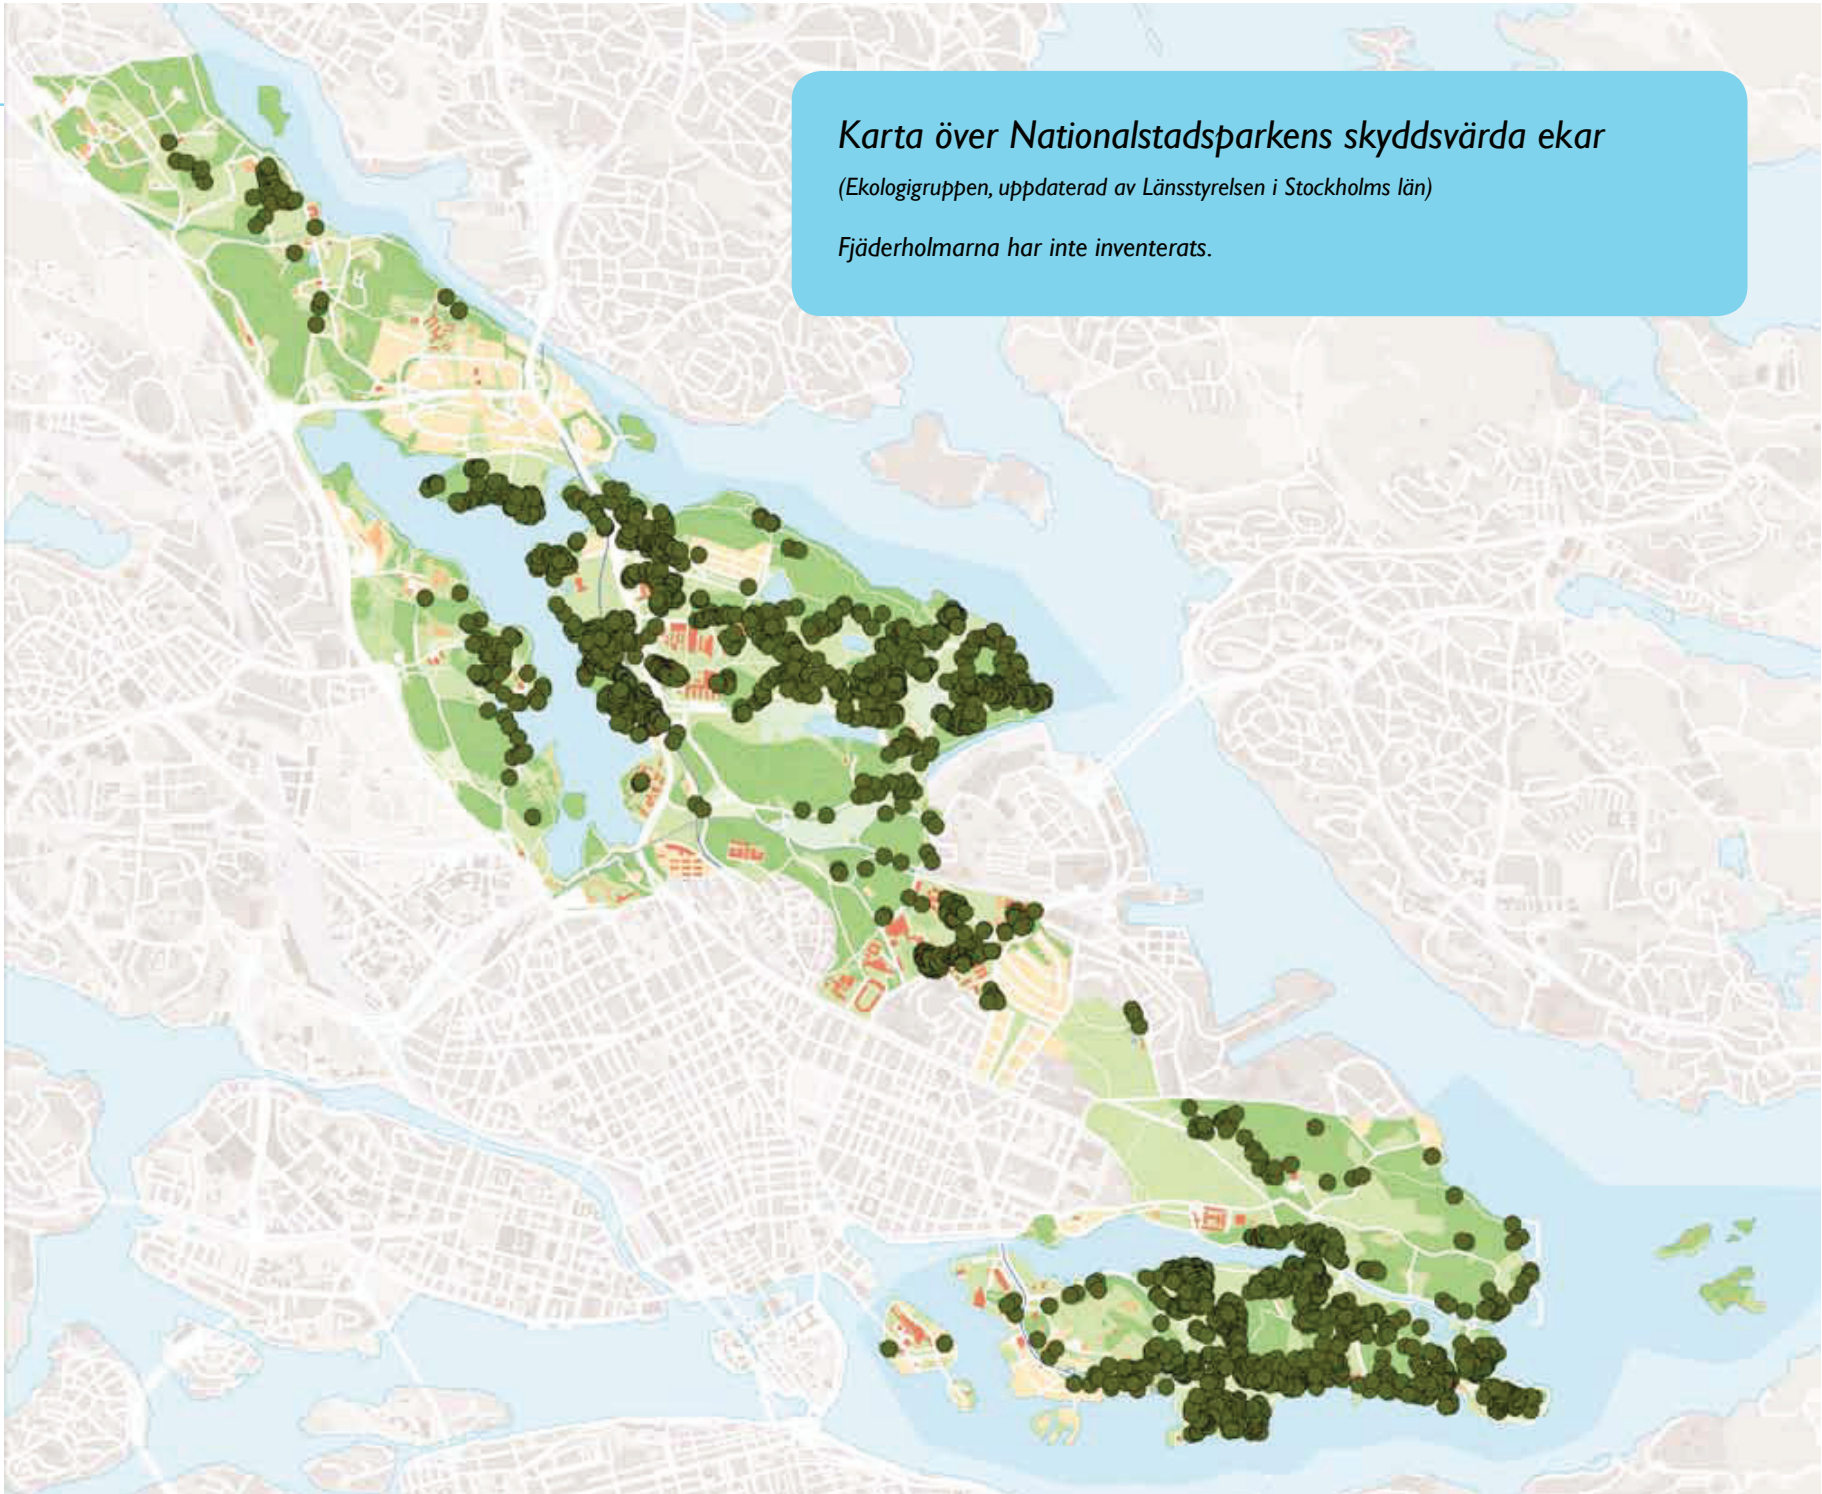 Karta över Nationalstadsparkens skyddsvärda ekar
(Ekologigruppen, uppdaterad av Länsstyrelsen i Stockholms län)
Fjäderholmarna har inte inventerats.